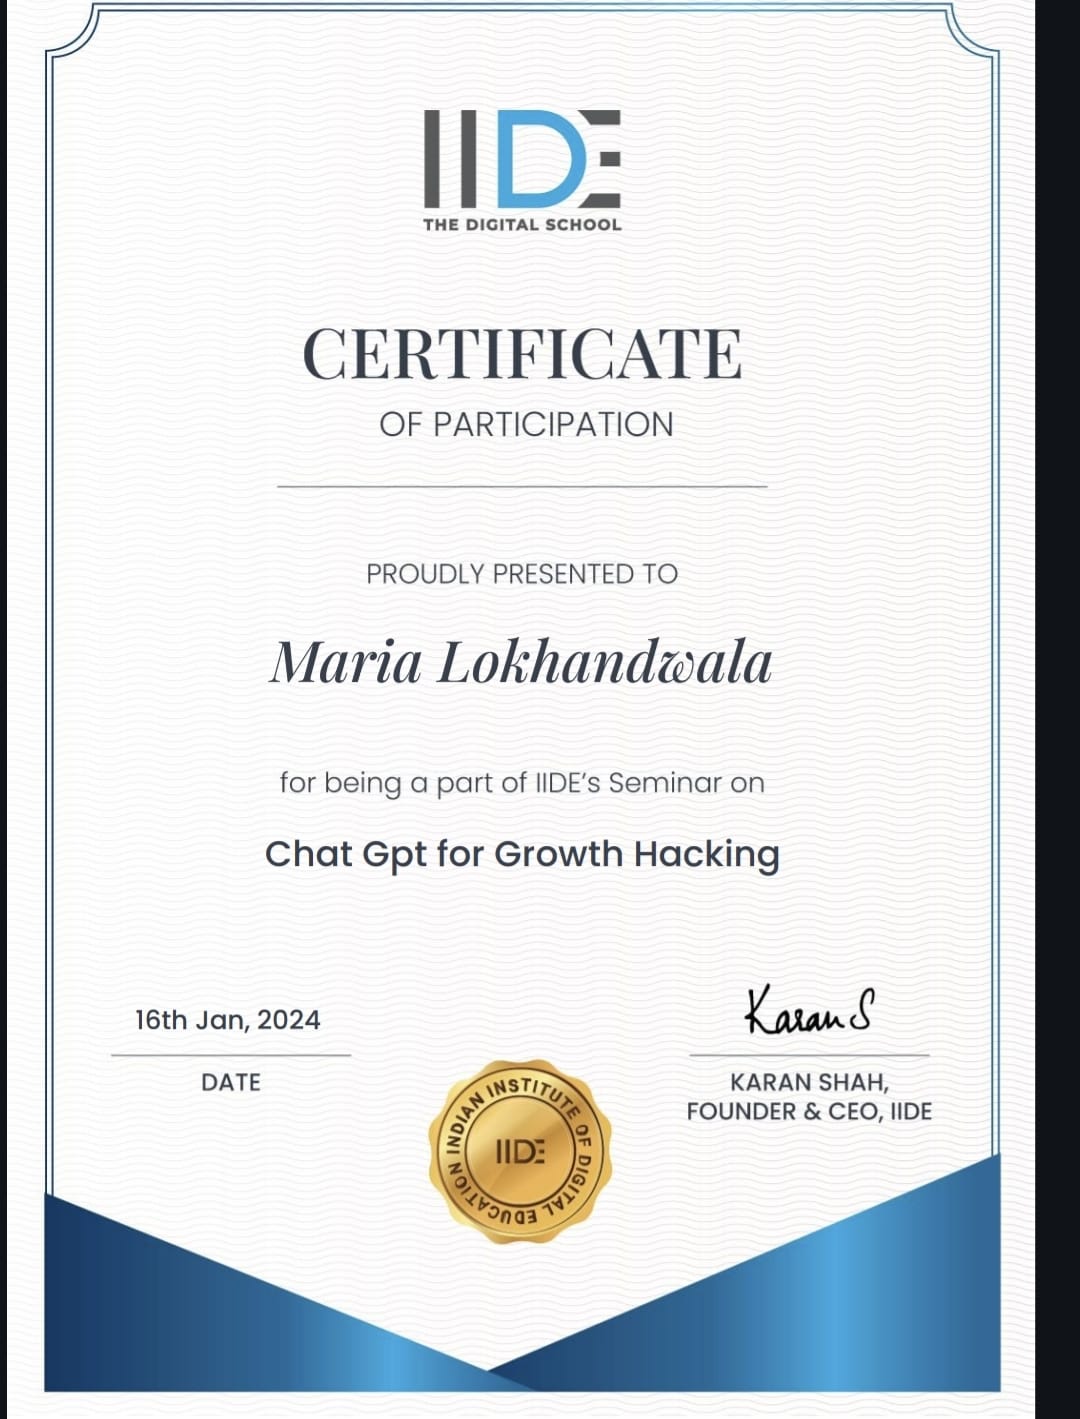 IIDE
THE DIGITAL SCHOOL
CERTIFICATE
OF PARTICIPATION
PROUDLY PRESENTED TO
Maria Lokhandwala
for being a part of IIDE's Seminar on
Chat Gpt for Growth Hacking
16th Jan, 2024
DATE
Karan S
KARAN SHAH,
FOUNDER & CEO, IIDE
INDIAN INSTITUTE OF DIGITAL EDUCATION
IIDE